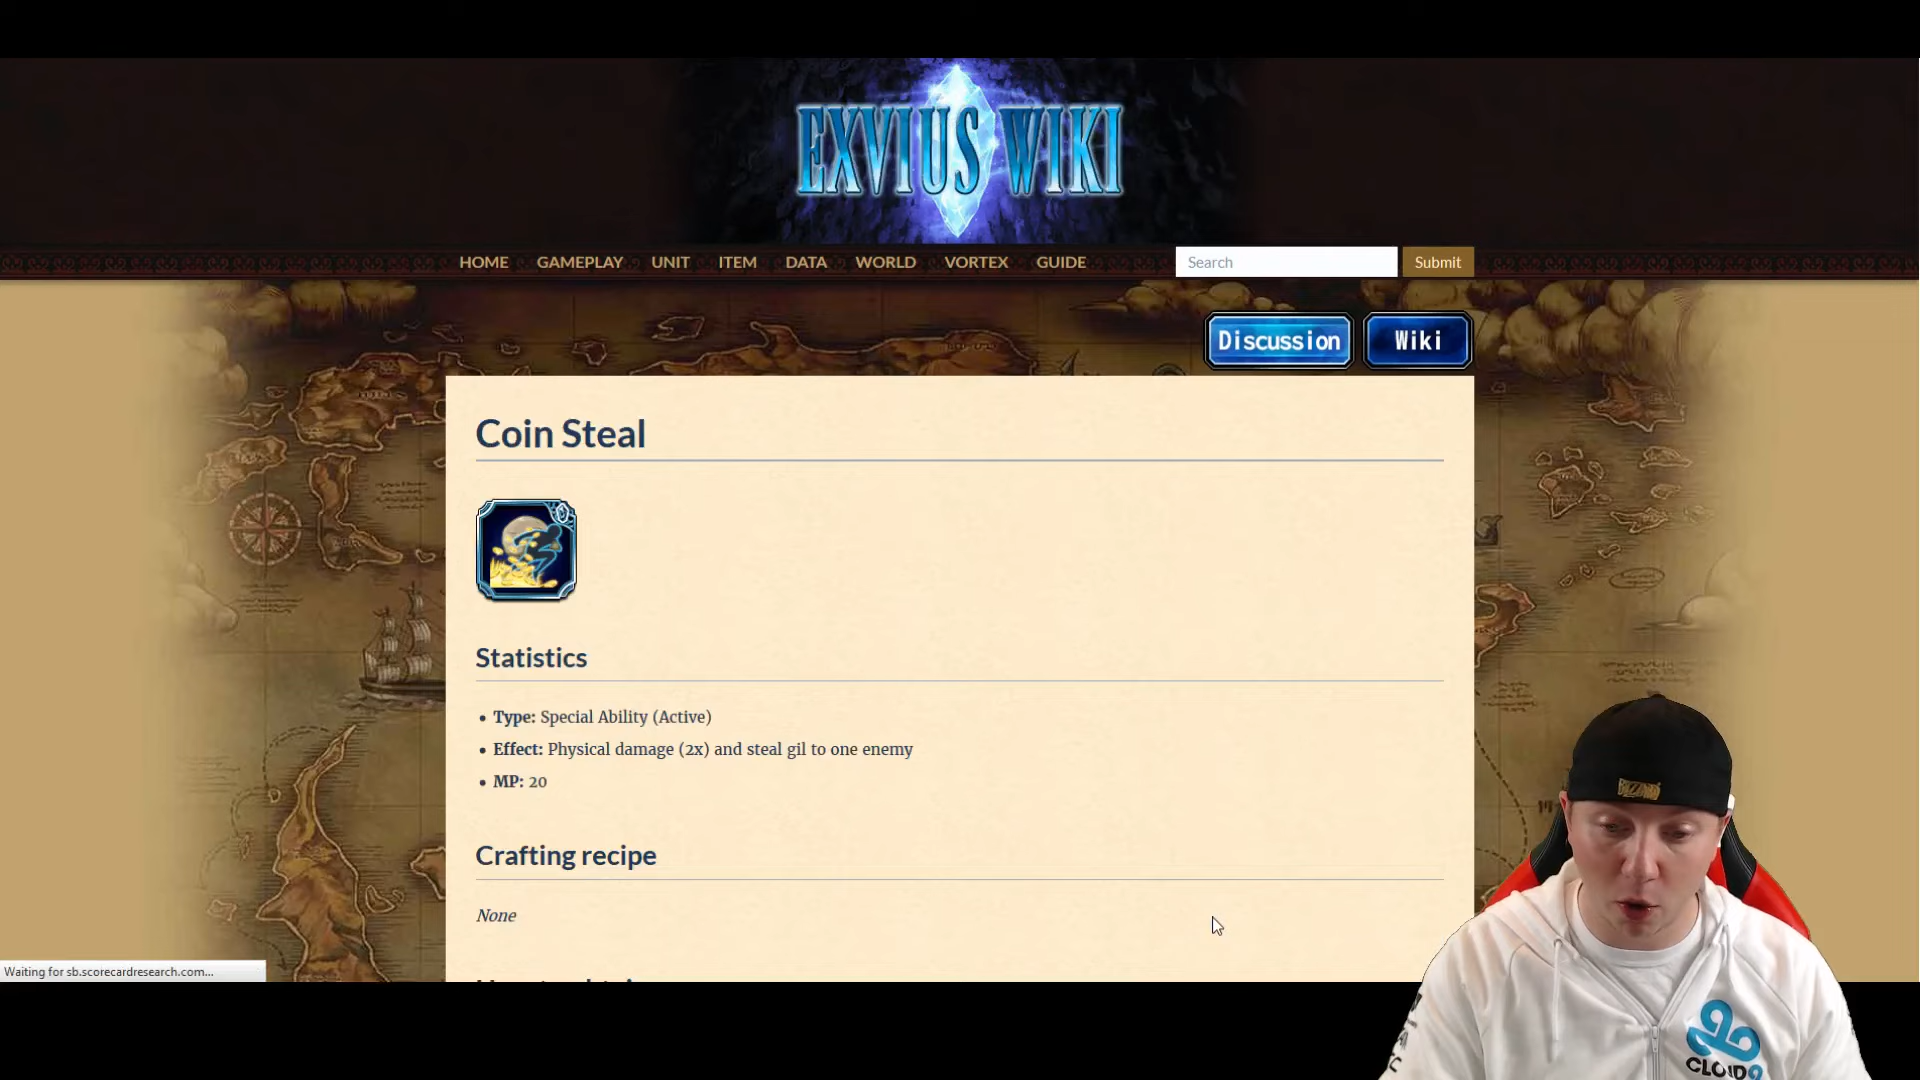 EXVIUS WIKI
HOME GAMEPLAY UNIT ITEM DATA WORLD VORTEX GUIDE Search Submit
Discussion Wiki
Coin Steal
Statistics
• Type: Special Ability (Active)
• Effect: Physical damage (2x) and steal gil to one enemy
• MP: 20
Crafting recipe
None
BLIZZARD
Waiting for sb.scorecardresearch.com...
CLOUD9